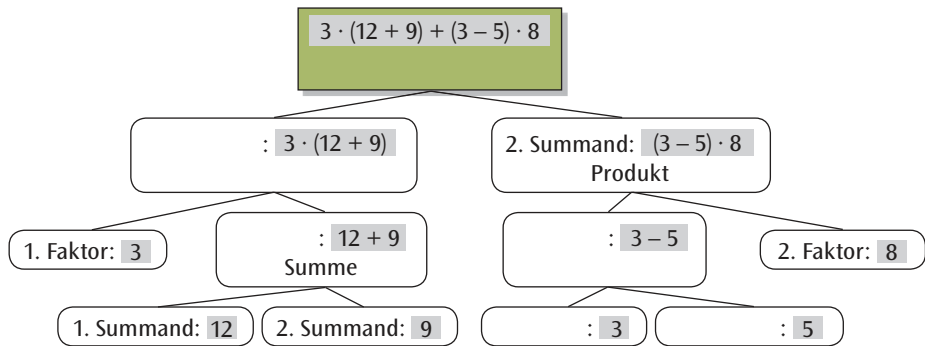 3 · (12 + 9) + (3 – 5) · 8
: 3 · (12 + 9)
2. Summand: (3 – 5) · 8
Produkt
1. Faktor: 3
: 12 + 9
Summe
: 3 – 5
2. Faktor: 8
1. Summand: 12
2. Summand: 9
: 3
: 5